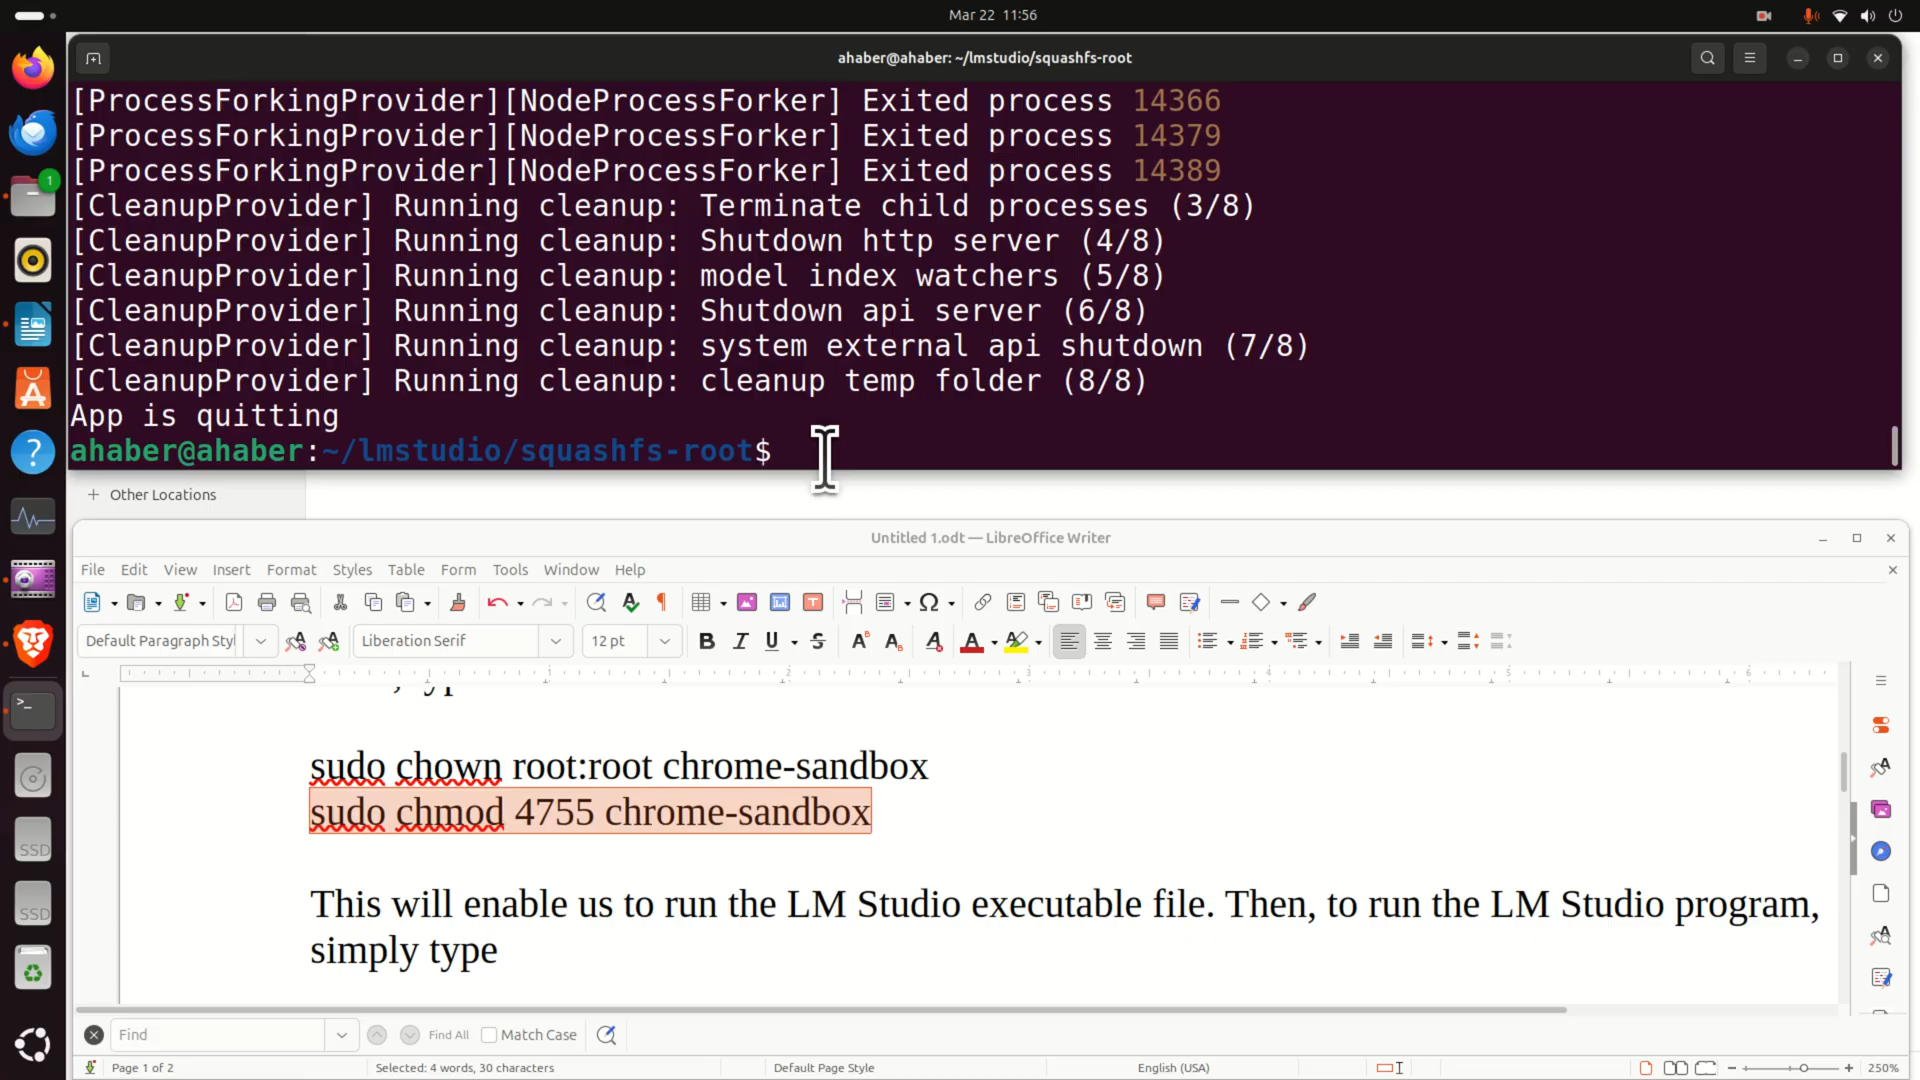 Mar 22 11:56
ahaber@ahaber: ~/lmstudio/squashfs-root
[ProcessForkingProvider][NodeProcessForker] Exited process 14366
[ProcessForkingProvider][NodeProcessForker] Exited process 14379
[ProcessForkingProvider][NodeProcessForker] Exited process 14389
[CleanupProvider] Running cleanup: Terminate child processes (3/8)
[CleanupProvider] Running cleanup: Shutdown http server (4/8)
[CleanupProvider] Running cleanup: model index watchers (5/8)
[CleanupProvider] Running cleanup: Shutdown api server (6/8)
[CleanupProvider] Running cleanup: system external api shutdown (7/8)
[CleanupProvider] Running cleanup: cleanup temp folder (8/8)
App is quitting
ahaber@ahaber:~/lmstudio/squashfs-root$
1
SSD
SSD
+ Other Locations
Untitled 1.odt — LibreOffice Writer
File Edit View Insert Format Styles Table Form Tools Window Help
Default Paragraph Styl Liberation Serif 12 pt
sudo chown root:root chrome-sandbox
sudo chmod 4755 chrome-sandbox
This will enable us to run the LM Studio executable file. Then, to run the LM Studio program,
simply type
Find Find All Match Case
Page 1 of 2 Selected: 4 words, 30 characters Default Page Style English (USA) 250%